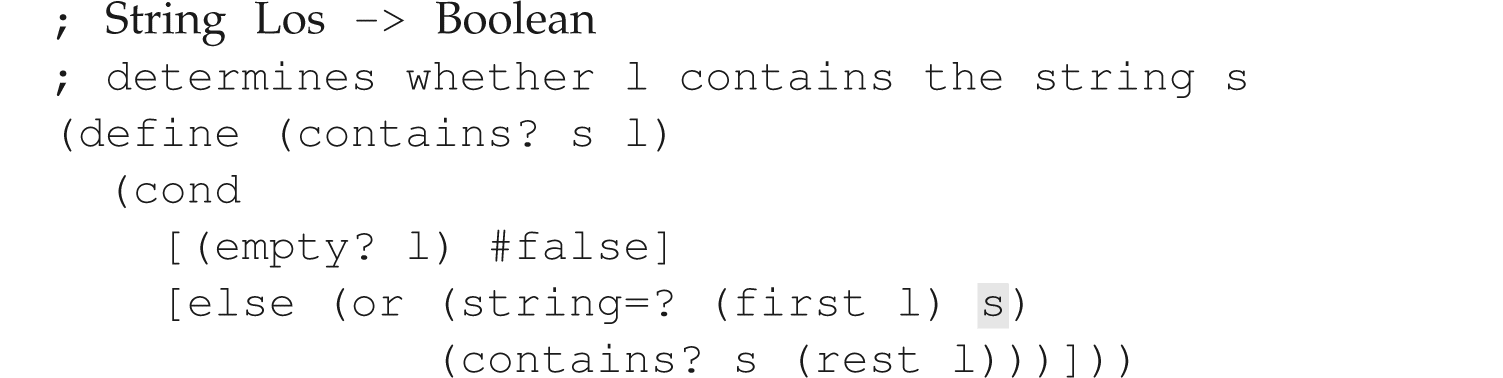 ; String Los -> Boolean
; determines whether l contains the string s
(define (contains? s l)
(cond
[(empty? l) #false]
[else (or (string=? (first l) s)
(contains? s (rest l)))]))